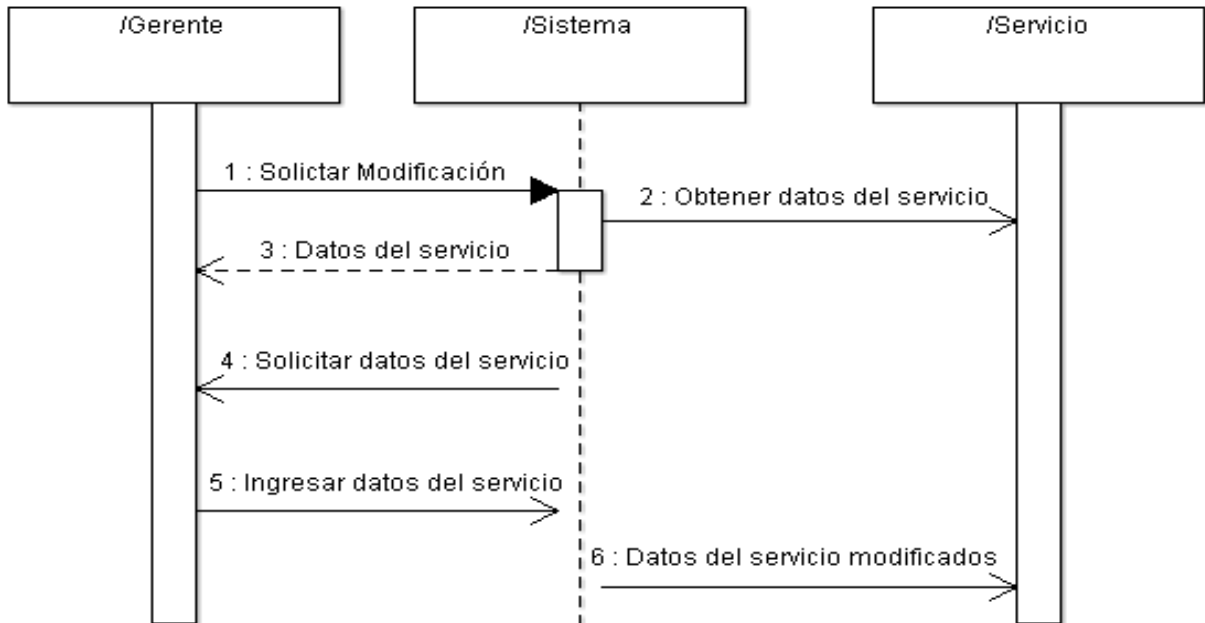 /Gerente
/Sistema
/Servicio
1 : Solictar Modificación
2 : Obtener datos del servicio
3 : Datos del servicio
4 : Solicitar datos del servicio
5 : Ingresar datos del servicio
6 : Datos del servicio modificados